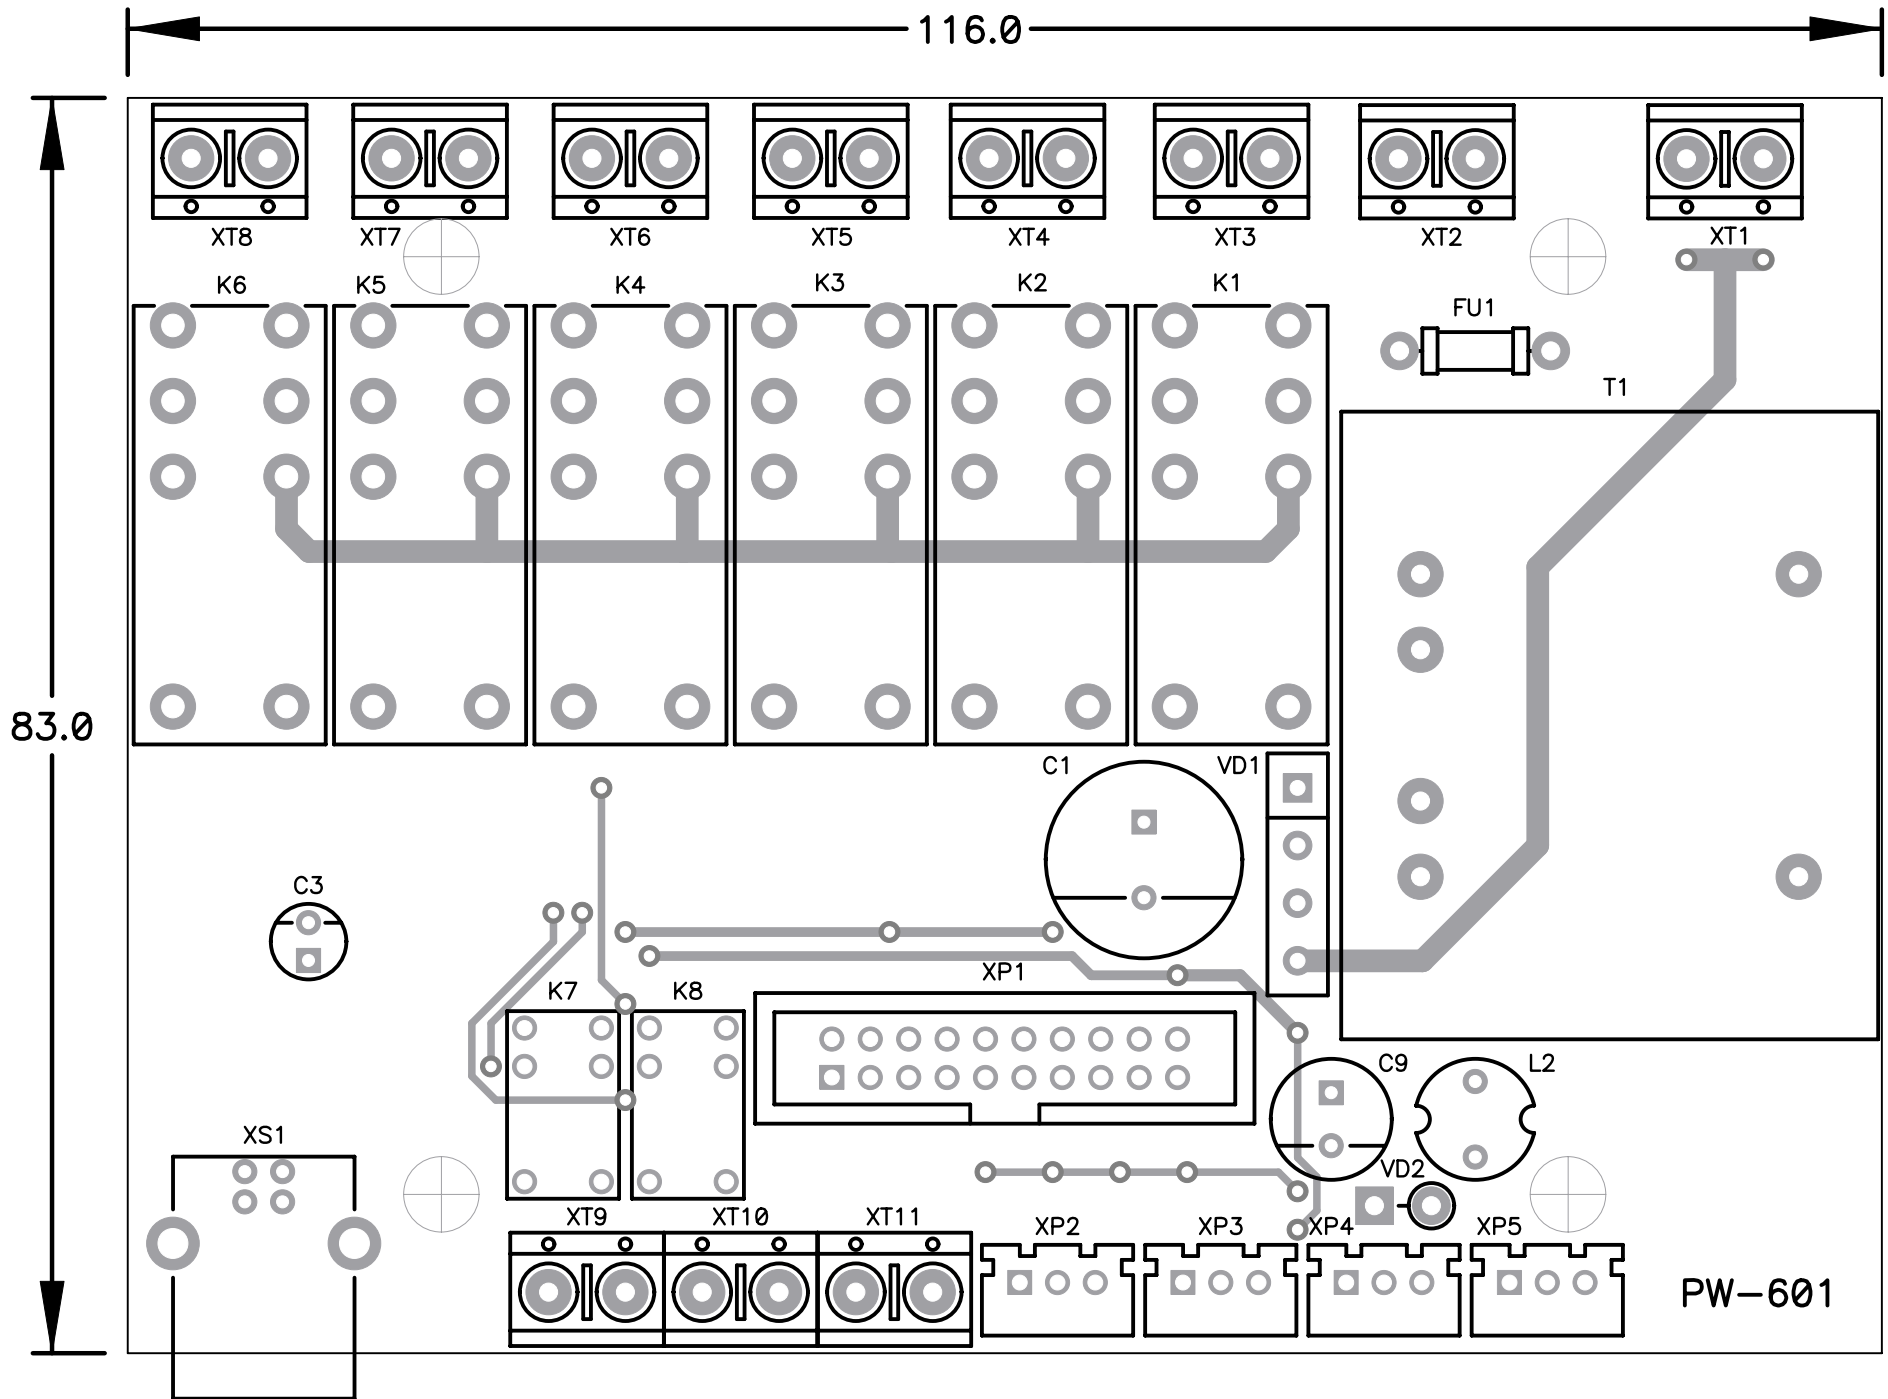 116.0
XT8
XT7
XT6
XT5
XT4
XT3
XT2
XT1
K6
K5
K4
K3
K2
K1
FU1
T1
83.0
C1
VD1
C3
XP1
K7
K8
C9
L2
XS1
VD2
XT9
XT10
XT11
XP2
XP3
XP4
XP5
PW-601